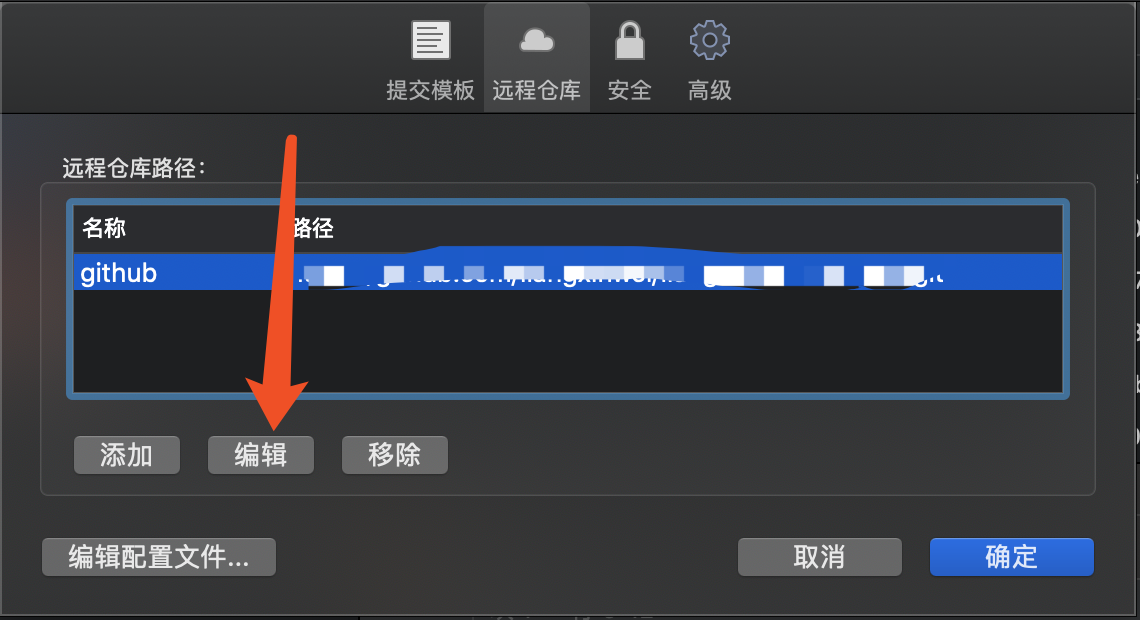 提交模板 远程仓库 安全 高级
远程仓库路径：
名称 路径
github
添加 编辑 移除
编辑配置文件... 取消 确定